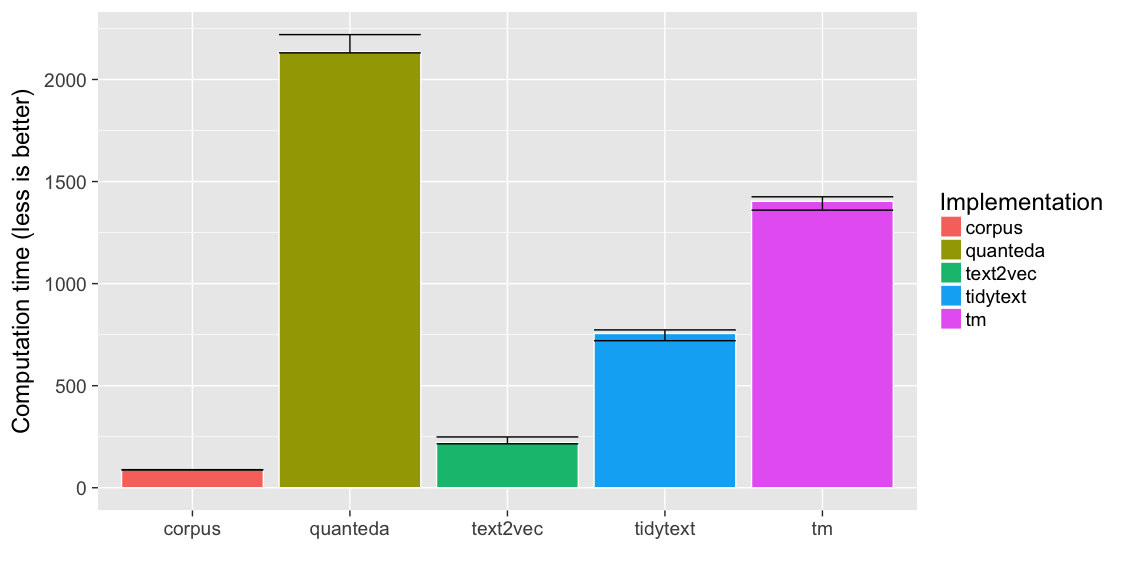 Computation time (less is better)
2000
1500
1000
500
0
corpus
quanteda
text2vec
tidytext
tm
Implementation
corpus
quanteda
text2vec
tidytext
tm